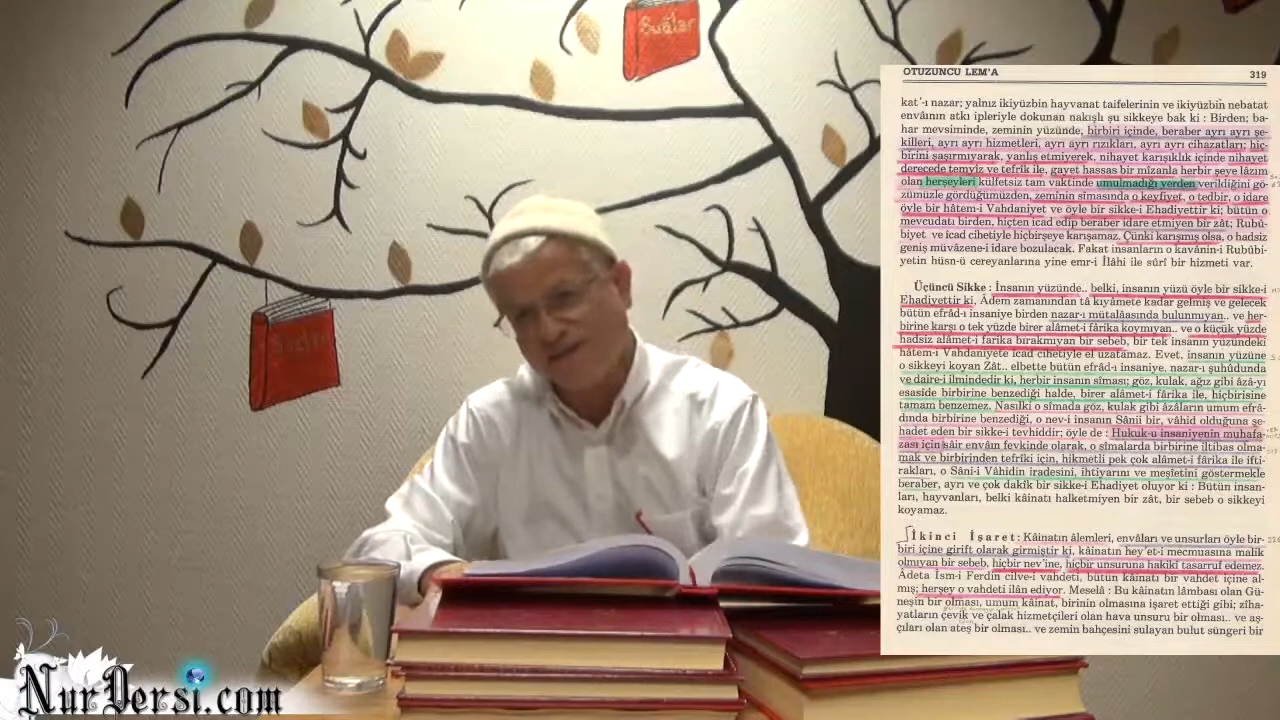 Şuâlar
Sözler
OTUZUNCU LEM'A 319
kat'-ı nazar; yalnız ikiyüzbin hayvanat taifelerinin ve ikiyüzbin nebatat
envâının atkı ipleriyle dokunan nakışlı şu sikkeye bak ki : Birden; ba-
har mevsiminde, zeminin yüzünde, birbiri içinde, beraber ayrı ayrı şe-
killeri, ayrı ayrı hizmetleri, ayrı ayrı rızıkları, ayrı ayrı cihazatları; hiç-
birini şaşırmıyarak, yanlış etmiyerek, nihayet karışıklık içinde nihayet
derecede temyiz ve tefrik ile, gayet hassas bir mîzanla herbir şeye lâzım
olan herşeyleri külfetsiz tam vaktinde umulmadığı yerden verildiğini gö-
zümüzle gördüğümüzden, zeminin sîmasında o keyfiyet, o tedbir, o idare
öyle bir hâtem-i Vahdaniyet ve öyle bir sikke-i Ehadiyettir ki; bütün o
mevcudatı birden, hiçten icad edip beraber idare etmiyen bir zât; Rubû-
biyet ve icad cihetiyle hiçbirşeye karışamaz. Çünki karışmış olsa, o hadsiz
geniş müvâzene-i idare bozulacak. Fakat insanların o kavânin-i Rubûbi-
yetin hüsn-ü cereyanlarına yine emr-i İlâhi ile sûrî bir hizmeti var.
Üçüncü Sikke : İnsanın yüzünde.. belki, insanın yüzü öyle bir sikke-i
Ehadiyettir ki, Âdem zamanından tâ kıyâmete kadar gelmiş ve gelecek
bütün efrâd-ı insaniye birden nazar-ı mütalâasında bulunmıyan.. ve her-
birine karşı o tek yüzde birer alâmet-i fârika koymıyan.. ve o küçük yüzde
hadsiz alâmet-i farika bırakmıyan bir sebeb, bir tek insanın yüzündeki
hâtem-i Vahdaniyete icad cihetiyle el uzatamaz. Evet, insanın yüzüne
o sikkeyi koyan Zât.. elbette bütün efrâd-ı insaniye, nazar-ı şuhûdunda
ve daire-i ilmindedir ki, herbir insanın sîması; göz, kulak, ağız gibi âzâ-yı
esaside birbirine benzediği halde, birer alâmet-i fârika ile, hiçbirisine
tamam benzemez. Nasılki o sîmada göz, kulak gibi âzâların umum efrâ-
dında birbirine benzediği, o nev-i insanın Sânii bir, vâhid olduğuna şe-
hadet eden bir sikke-i tevhiddir; öyle de : Hukuk-u insaniyenin muhafa-
zası için sâir envâın fevkinde olarak, o sîmalarda birbirine iltibas olma-
mak ve birbirinden tefriki için, hikmetli pek çok alâmet-i fârika ile ifti-
rakları, o Sâni-i Vâhidin iradesini, ihtiyarını ve meşîetini göstermekle
beraber, ayrı ve çok dakîk bir sikke-i Ehadiyet oluyor ki : Bütün insan-
ları, hayvanları, belki kâinatı halketmiyen bir zât, bir sebeb o sikkeyi
koyamaz.
İkinci İşaret : Kâinatın âlemleri, envâları ve unsurları öyle bir-
biri içine girift olarak girmiştir ki, kâinatın hey'et-i mecmuasına malik
olmıyan bir sebeb, hiçbir nev'ine, hiçbir unsuruna hakikî tasarruf edemez.
Âdeta İsm-i Ferdin cilve-i vahdeti, bütün kâinatı bir vahdet içine al-
mış; herşey o vahdeti ilân ediyor. Meselâ : Bu kâinatın lâmbası olan Gü-
neşin bir olması, umum kâinat, birinin olmasına işaret ettiği gibi; zîha-
yatların çevik ve çalak hizmetçileri olan hava unsuru bir olması.. ve aş-
çıları olan ateş bir olması.. ve zemin bahçesini sulayan bulut süngeri bir
NurDersi.com